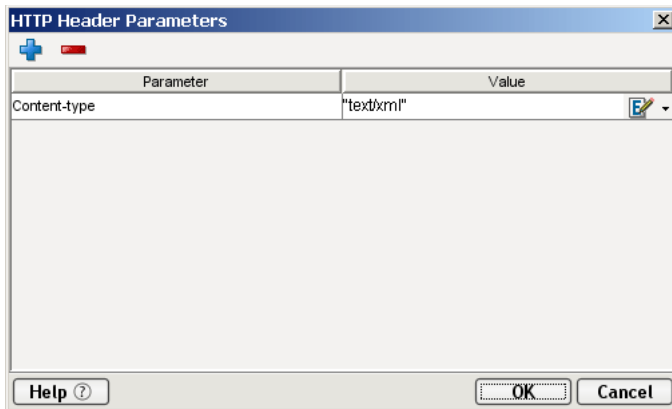 HTTP Header Parameters
Parameter Value
Content-type "text/xml"
Help ? OK Cancel